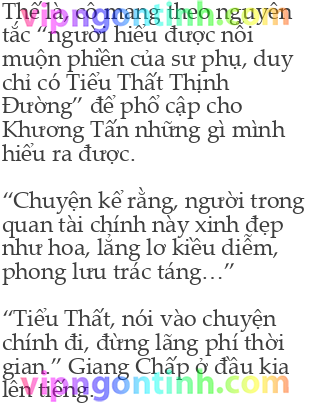 Thế là, cô mang theo nguyên
tắc “người hiểu được nỗi
muộn phiền của sư phụ, duy
chỉ có Tiểu Thất Thịnh
Đường” để phổ cập cho
Khương Tấn những gì mình
hiểu ra được.
“Chuyện kể rằng, người trong
quan tài chính này xinh đẹp
như hoa, lẳng lơ kiều diễm,
phong lưu trác táng…”
“Tiểu Thất, nói vào chuyện
chính đi, đừng lãng phí thời
gian.” Giang Chấp ở đầu kia
lên tiếng.
vipngontinh.com
vipngontinh.com